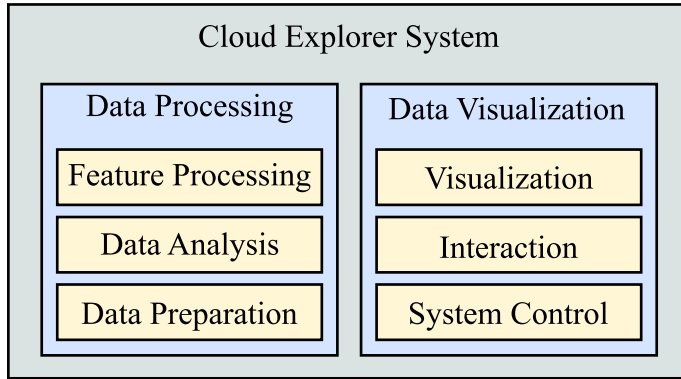 Cloud Explorer System
Data Processing
Feature Processing
Data Analysis
Data Preparation
Data Visualization
Visualization
Interaction
System Control